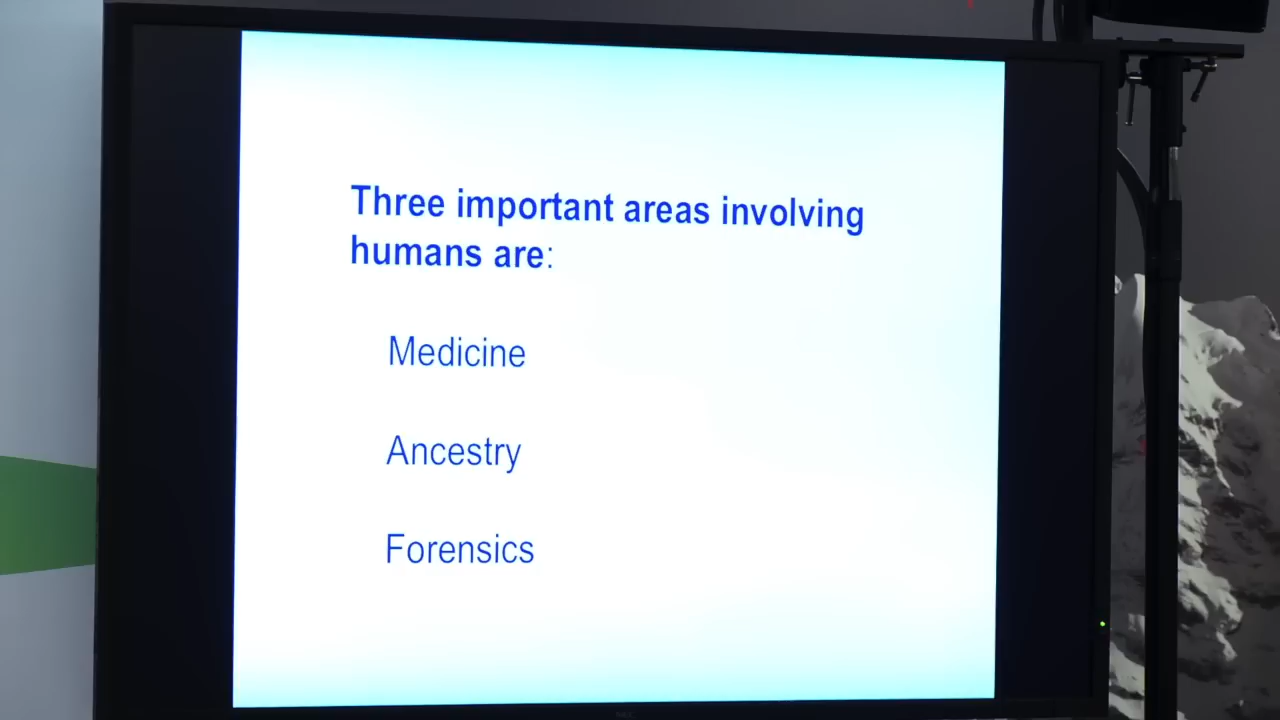 Three important areas involving
humans are:
Medicine
Ancestry
Forensics